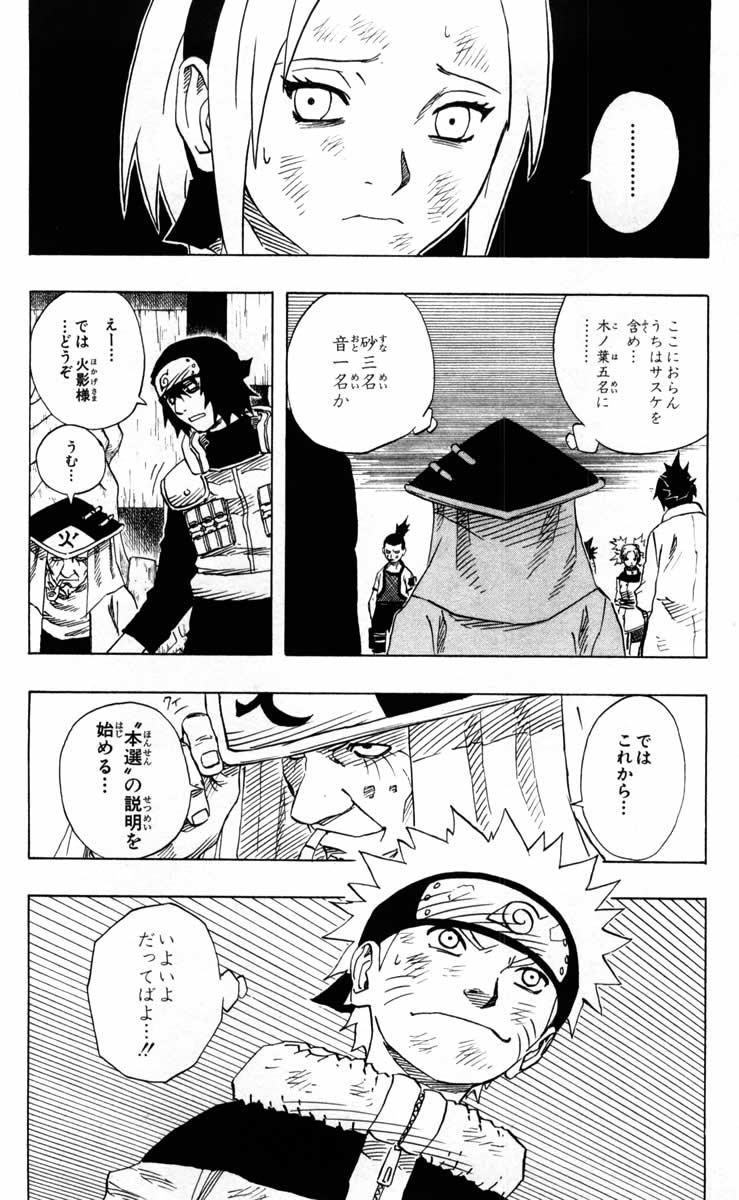 …………
ここにおらん
うちはサスケを
含め…
木ノ葉五名に
…………
砂三名
音一名か
えー…
では 火影様
…どうぞ
うむ…
火
では
これから…
クイ
“本選”の説明を
始める…
いよいよ
だってばよ…!!